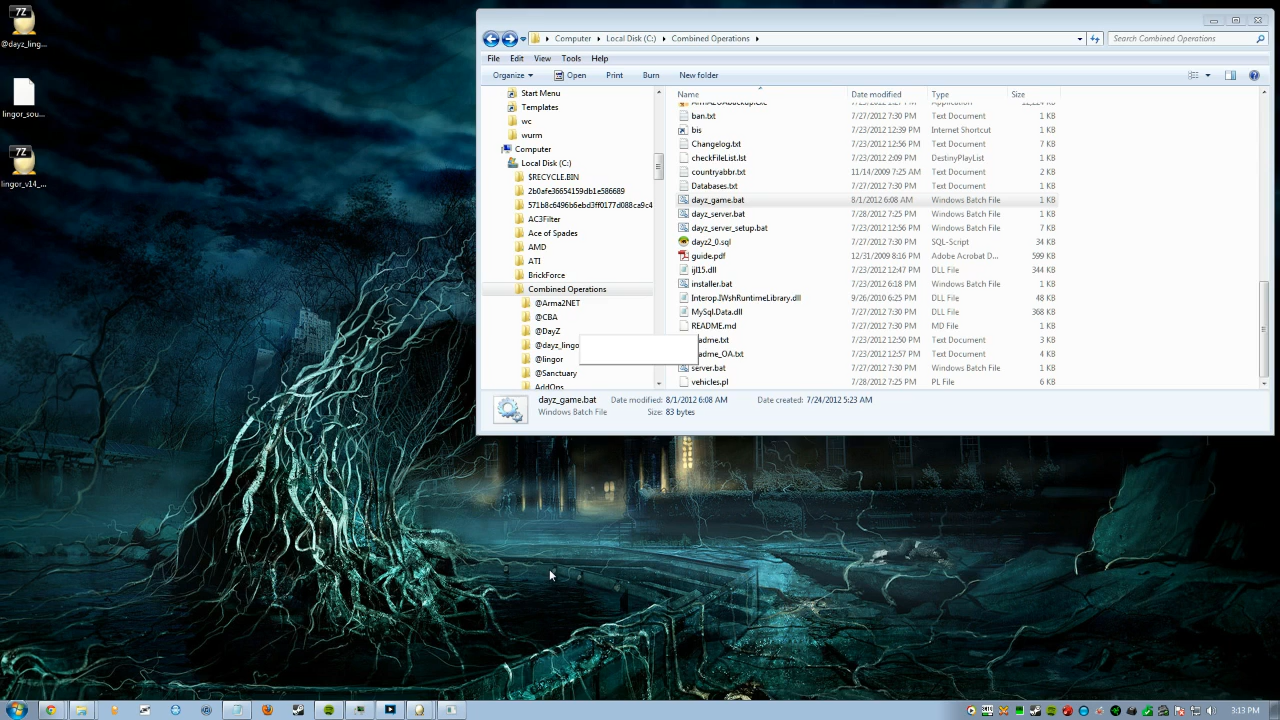 7Z
@dayz_ling...
lingor_sou...
7Z
lingor_v14_...
Computer
Local Disk (C:)
Combined Operations
Search Combined Operations
File Edit View Tools Help
Organize Open Print Burn New folder
Start Menu
Templates
wc
wurm
Computer
Local Disk (C:)
$RECYCLE.BIN
2b0afe36654159db1e586689
571b8c6496b6ebd3ff0177d088ca9c4
AC3Filter
Ace of Spades
AMD
ATI
BrickForce
Combined Operations
@Arma2NET
@CBA
@DayZ
@dayz_lingo
@lingor
@Sanctuary
AddOns
Name Date modified Type Size
ban.txt 7/27/2012 7:30 PM Text Document 1 KB
bis 7/23/2012 12:39 PM Internet Shortcut 1 KB
Changelog.txt 7/23/2012 12:56 PM Text Document 7 KB
checkFileList.lst 7/23/2012 2:09 PM DestinyPlayList 1 KB
countryabbr.txt 11/14/2009 7:25 AM Text Document 2 KB
Databases.txt 7/27/2012 7:30 PM Text Document 1 KB
dayz_game.bat 8/1/2012 6:08 AM Windows Batch File 1 KB
dayz_server.bat 7/28/2012 7:25 PM Windows Batch File 1 KB
dayz_server_setup.bat 7/23/2012 12:56 PM Windows Batch File 7 KB
dayz2_0.sql 7/27/2012 7:30 PM SQL-Script 34 KB
guide.pdf 12/31/2009 8:16 PM Adobe Acrobat D... 599 KB
ijl15.dll 7/23/2012 12:47 PM DLL File 344 KB
installer.bat 7/23/2012 6:18 PM Windows Batch File 1 KB
Interop.IWshRuntimeLibrary.dll 9/26/2010 6:25 PM DLL File 48 KB
MySql.Data.dll 7/27/2012 7:30 PM DLL File 368 KB
README.md 7/27/2012 7:30 PM MD File 1 KB
adme.txt 7/23/2012 12:50 PM Text Document 3 KB
adme_OA.txt 7/23/2012 12:57 PM Text Document 4 KB
server.bat 7/27/2012 7:30 PM Windows Batch File 1 KB
vehicles.pl 7/28/2012 7:25 PM PL File 6 KB
dayz_game.bat Date modified: 8/1/2012 6:08 AM Date created: 7/24/2012 5:23 AM
Windows Batch File Size: 83 bytes
3:13 PM